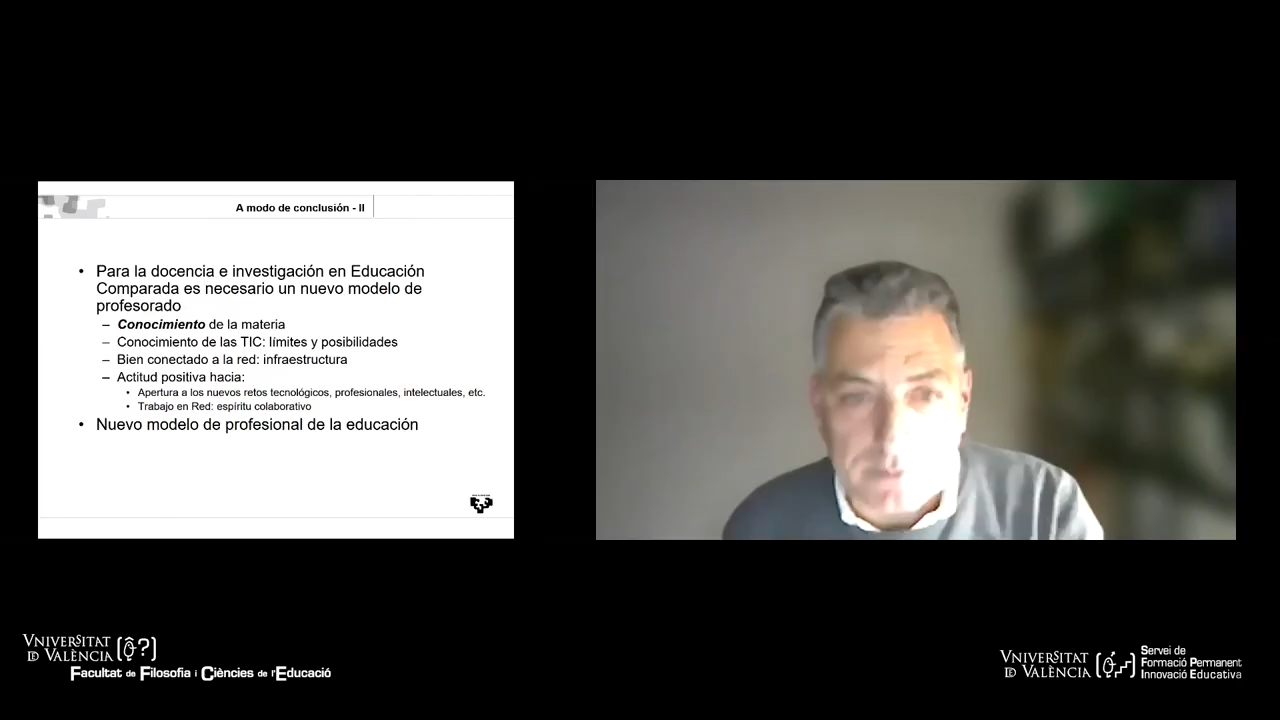 A modo de conclusión - II
• Para la docencia e investigación en Educación
Comparada es necesario un nuevo modelo de
profesorado
– Conocimiento de la materia
– Conocimiento de las TIC: límites y posibilidades
– Bien conectado a la red: infraestructura
– Actitud positiva hacia:
• Apertura a los nuevos retos tecnológicos, profesionales, intelectuales, etc.
• Trabajo en Red: espíritu colaborativo
• Nuevo modelo de profesional de la educación
VNIVERSITAT
D VALÈNCIA
Facultat de Filosofia i Ciències de l'Educació
VNIVERSITAT
D VALÈNCIA
Servei de
Formació Permanent
Innovació Educativa